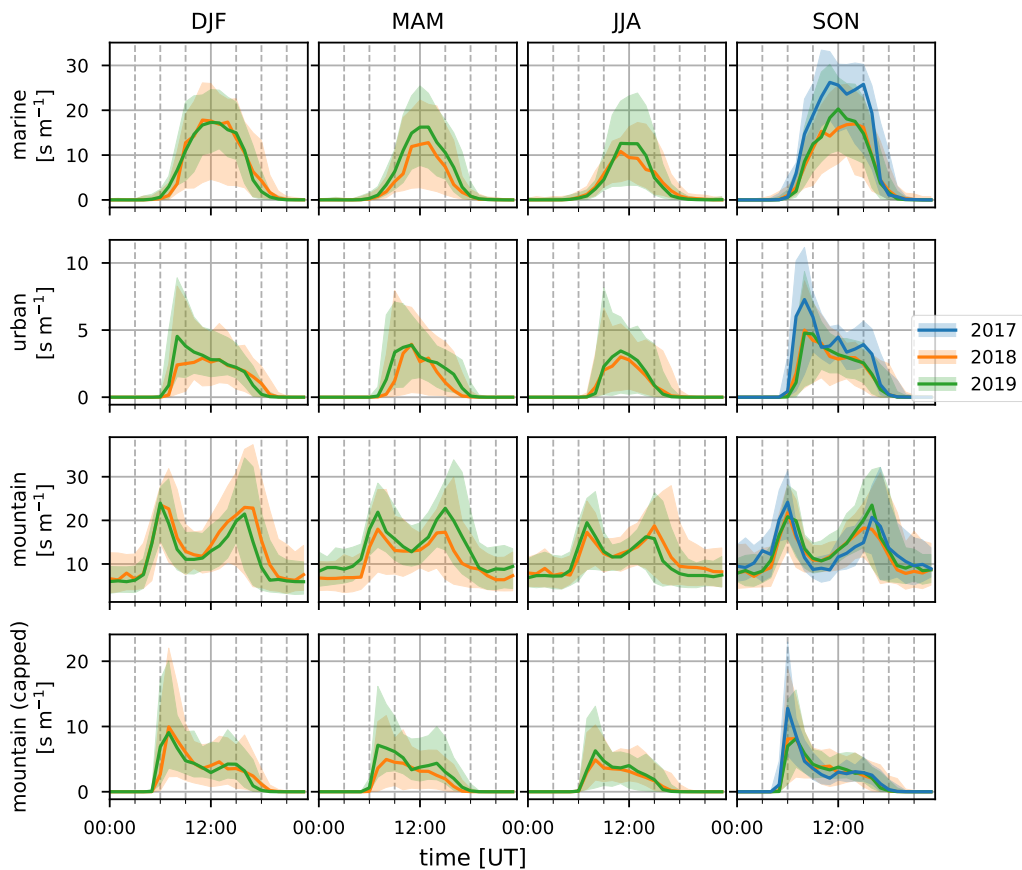 DJF MAM JJA SON
marine
[s m⁻¹]
30
20
10
0
urban
[s m⁻¹]
10
5
0
2017
2018
2019
mountain
[s m⁻¹]
30
20
10
mountain (capped)
[s m⁻¹]
20
10
0
00:00 12:00 00:00 12:00 00:00 12:00 00:00 12:00
time [UT]